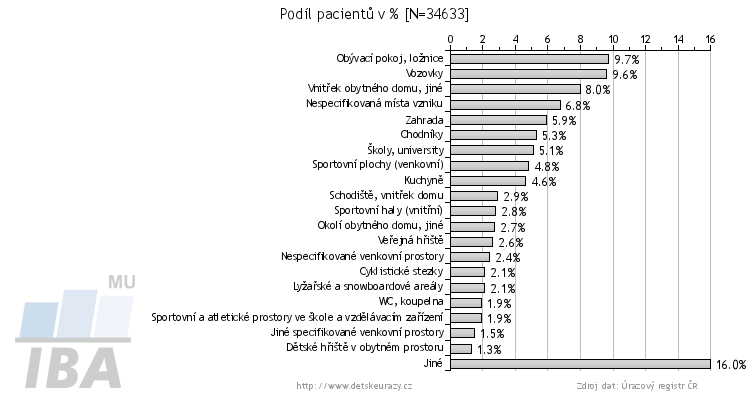 Podíl pacientů v % [N=34633]
0 2 4 6 8 10 12 14 16
Obývací pokoj, ložnice 9.7%
Vozovky 9.6%
Vnitřek obytného domu, jiné 8.0%
Nespecifikovaná místa vzniku 6.8%
Zahrada 5.9%
Chodníky 5.3%
Školy, university 5.1%
Sportovní plochy (venkovní) 4.8%
Kuchyně 4.6%
Schodiště, vnitřek domu 2.9%
Sportovní haly (vnitřní) 2.8%
Okolí obytného domu, jiné 2.7%
Veřejná hřiště 2.6%
Nespecifikované venkovní prostory 2.4%
Cyklistické stezky 2.1%
Lyžařské a snowboardové areály 2.1%
WC, koupelna 1.9%
Sportovní a atletické prostory ve škole a vzdělávacím zařízení 1.9%
Jiné specifikované venkovní prostory 1.5%
Dětské hřiště v obytném prostoru 1.3%
Jiné 16.0%
MU
IBA
http://www.detskeurazy.cz
Zdroj dat: Úrazový registr ČR